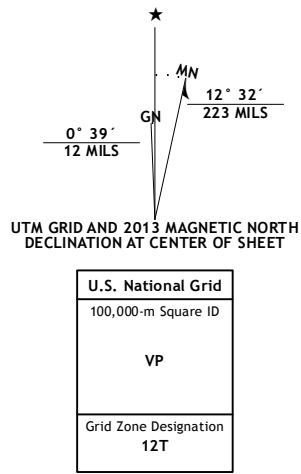 ★
MN
GN
12° 32´
223 MILS
0° 39´
12 MILS
UTM GRID AND 2013 MAGNETIC NORTH
DECLINATION AT CENTER OF SHEET
U.S. National Grid
100,000-m Square ID
VP
Grid Zone Designation
12T